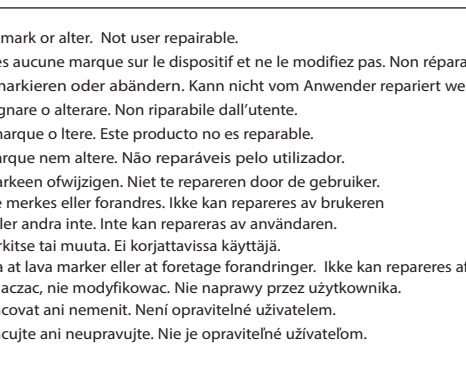 mark or alter. Not user repairable.
es aucune marque sur le dispositif et ne le modifiez pas. Non répara
markieren oder abändern. Kann nicht vom Anwender repariert we
gnare o alterare. Non riparabile dall’utente.
marque o ltere. Este producto no es reparable.
arque nem altere. Não reparáveis pelo utilizador.
arkeen ofwijzigen. Niet te repareren door de gebruiker.
e merkes eller forandres. Ikke kan repareres av brukeren
ller andra inte. Inte kan repareras av användaren.
rkitse tai muuta. Ei korjattavissa käyttäjä.
a at lava marker eller at foretage forandringer. Ikke kan repareres af
naczac, nie modyfikowac. Nie naprawy przez użytkownika.
acovat ani nemenit. Není opravitelné uživatelem.
acujte ani neupravujte. Nie je opraviteľné užívateľom.